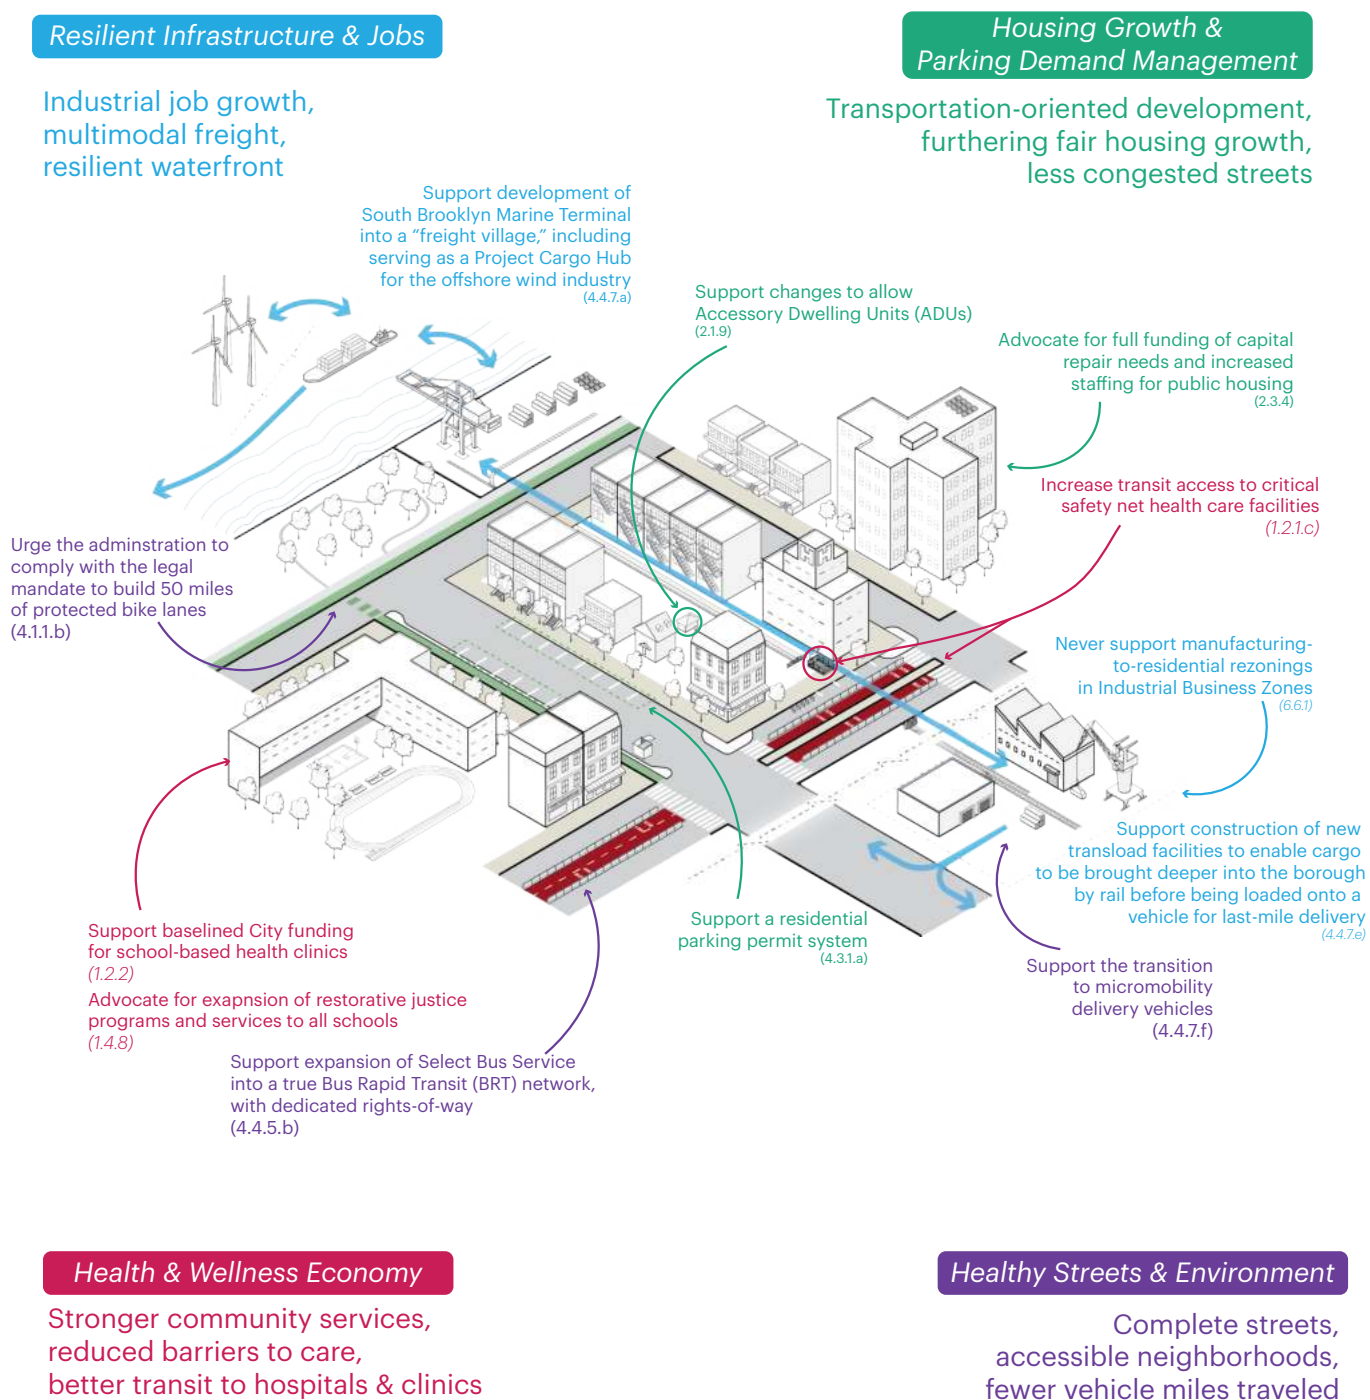 Resilient Infrastructure & Jobs
Industrial job growth,
multimodal freight,
resilient waterfront
Housing Growth &
Parking Demand Management
Transportation-oriented development,
furthering fair housing growth,
less congested streets
Support development of
South Brooklyn Marine Terminal
into a “freight village,” including
serving as a Project Cargo Hub
for the offshore wind industry
(4.4.7.a)
Support changes to allow
Accessory Dwelling Units (ADUs)
(2.1.9)
Advocate for full funding of capital
repair needs and increased
staffing for public housing
(2.3.4)
Increase transit access to critical
safety net health care facilities
(1.2.1.c)
Urge the adminstration to
comply with the legal
mandate to build 50 miles
of protected bike lanes
(4.1.1.b)
Never support manufacturing-
to-residential rezonings
in Industrial Business Zones
(6.6.1)
Support construction of new
transload facilities to enable cargo
to be brought deeper into the borough
by rail before being loaded onto a
vehicle for last-mile delivery
(4.4.7.e)
Support a residential
parking permit system
(4.3.1.a)
Support the transition
to micromobility
delivery vehicles
(4.4.7.f)
Support baselined City funding
for school-based health clinics
(1.2.2)
Advocate for exapnsion of restorative justice
programs and services to all schools
(1.4.8)
Support expansion of Select Bus Service
into a true Bus Rapid Transit (BRT) network,
with dedicated rights-of-way
(4.4.5.b)
Health & Wellness Economy
Stronger community services,
reduced barriers to care,
better transit to hospitals & clinics
Healthy Streets & Environment
Complete streets,
accessible neighborhoods,
fewer vehicle miles traveled